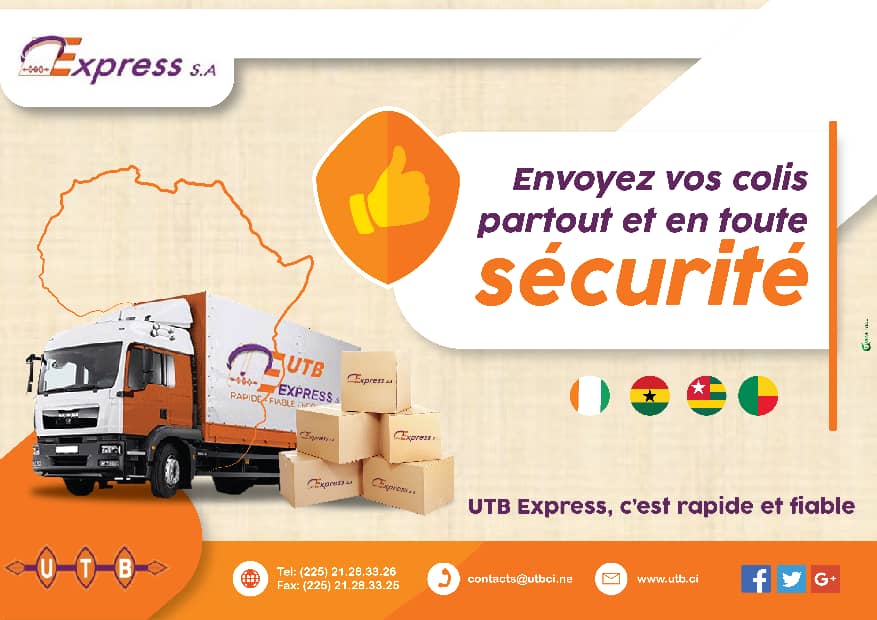 Express S.A
Envoyez vos colis
partout et en toute
sécurité
UTB
EXPRESS
RAPIDE - FIABLE
Express S.A
Express S.A
Express S.A
Express S.A
Express S.A
UTB Express, c'est rapide et fiable
U T B
Tel: (225) 21.28.33.26
Fax: (225) 21.28.33.25
contacts@utbci.ne
www.utb.ci
f
G+